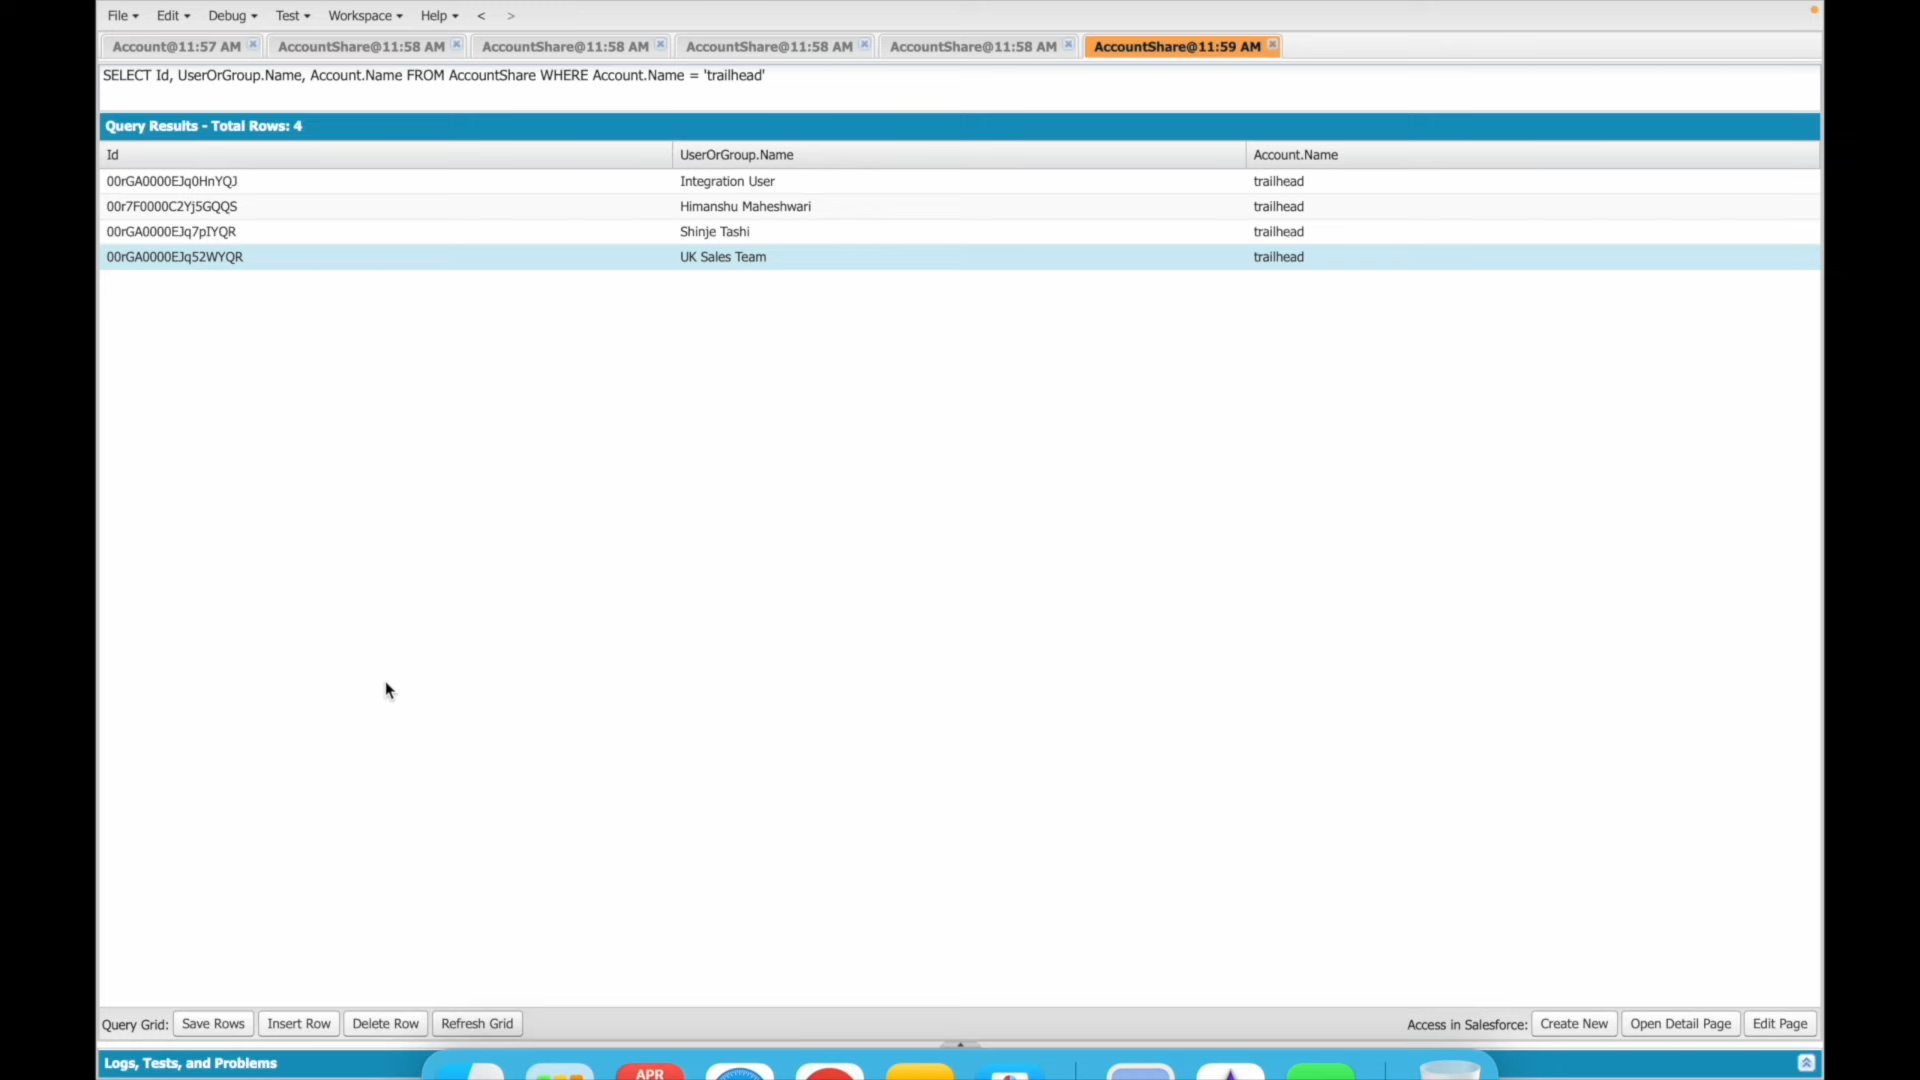 File Edit Debug Test Workspace Help < >
Account@11:57 AM AccountShare@11:58 AM AccountShare@11:58 AM AccountShare@11:58 AM AccountShare@11:58 AM AccountShare@11:59 AM
SELECT Id, UserOrGroup.Name, Account.Name FROM AccountShare WHERE Account.Name = 'trailhead'
Query Results - Total Rows: 4
Id UserOrGroup.Name Account.Name
00rGA0000EJq0HnYQJ Integration User trailhead
00r7F0000C2Yj5GQQS Himanshu Maheshwari trailhead
00rGA0000EJq7pIYQR Shinje Tashi trailhead
00rGA0000EJq52WYQR UK Sales Team trailhead
Query Grid: Save Rows Insert Row Delete Row Refresh Grid Access in Salesforce: Create New Open Detail Page Edit Page
Logs, Tests, and Problems
APR